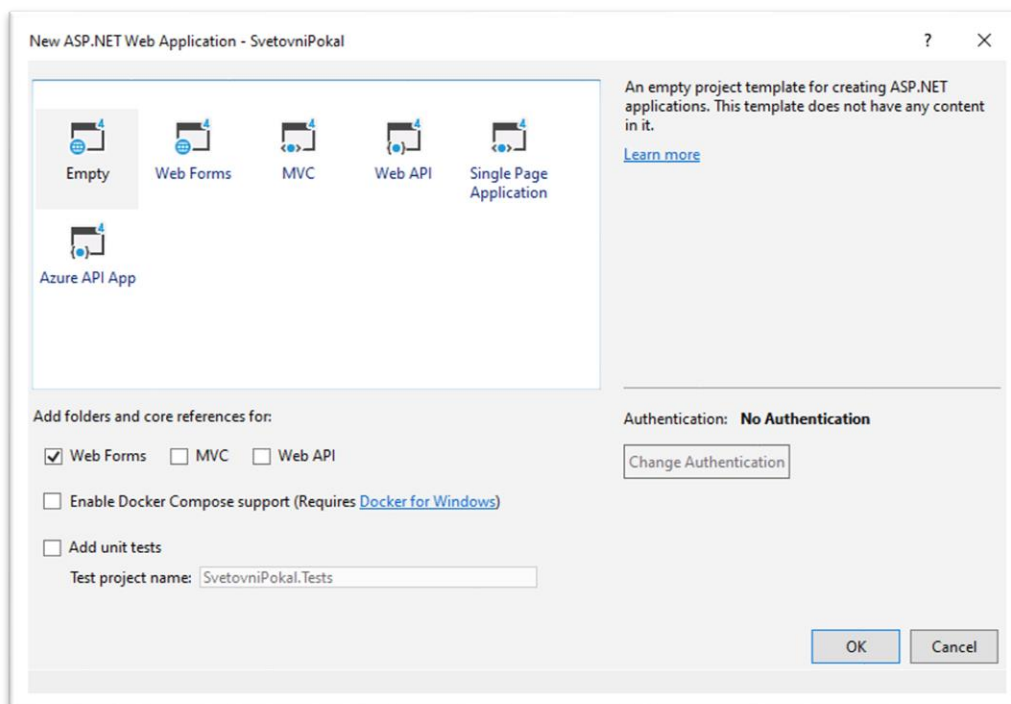 New ASP.NET Web Application - SvetovniPokal
?
An empty project template for creating ASP.NET
applications. This template does not have any content
in it.
Learn more
Empty
Web Forms
MVC
Web API
Single Page
Application
Azure API App
Add folders and core references for:
Web Forms
MVC
Web API
Enable Docker Compose support (Requires Docker for Windows)
Add unit tests
Test project name: SvetovniPokal.Tests
Authentication: No Authentication
Change Authentication
OK
Cancel